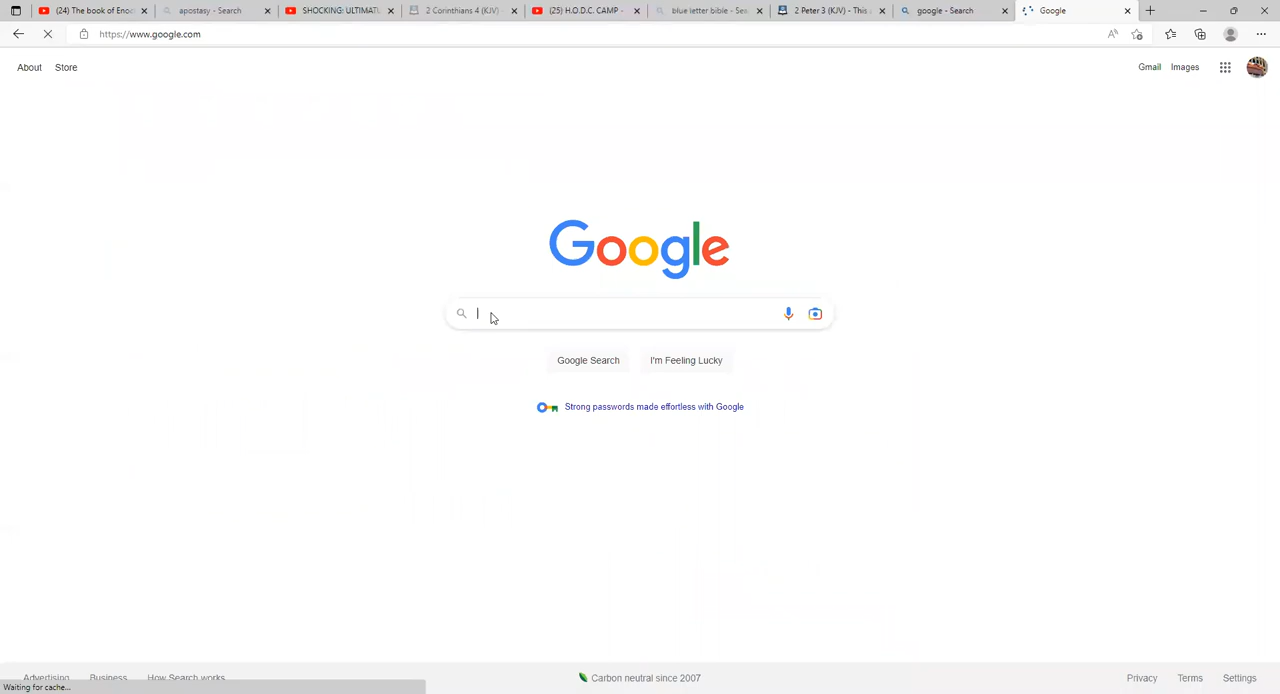 (24) The book of Enoc
apostasy - Search
SHOCKING: ULTIMATU
2 Corinthians 4 (KJV) -
(25) H.O.D.C. CAMP -
blue letter bible - Sea
2 Peter 3 (KJV) - This
google - Search
Google
https://www.google.com
About Store Gmail Images
Google
Google Search I'm Feeling Lucky
Strong passwords made effortless with Google
Advertising Business How Search works Carbon neutral since 2007 Privacy Terms Settings
Waiting for cache...